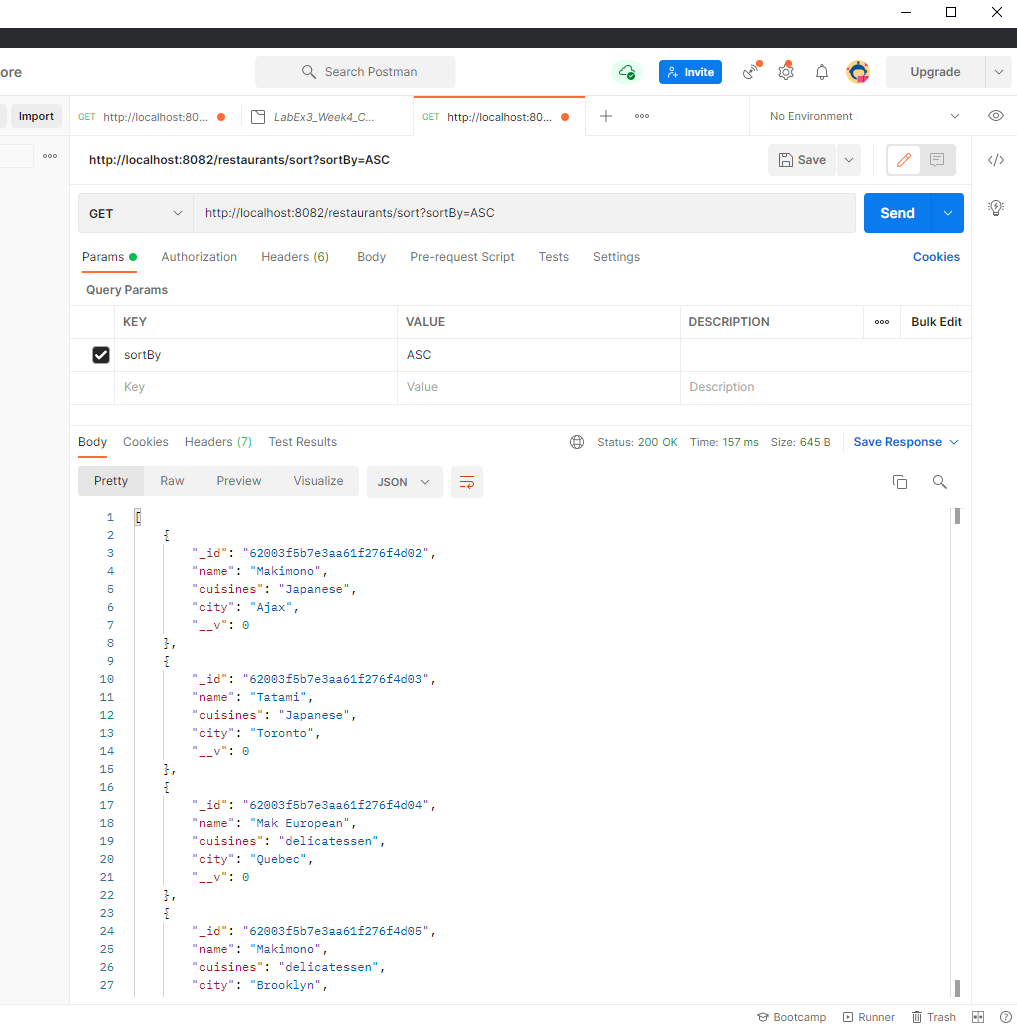 ore
Search Postman
Invite
Upgrade
Import
GET http://localhost:80...
LabEx3_Week4_C...
GET http://localhost:80...
No Environment
http://localhost:8082/restaurants/sort?sortBy=ASC
Save
GET
http://localhost:8082/restaurants/sort?sortBy=ASC
Send
Params
Authorization
Headers (6)
Body
Pre-request Script
Tests
Settings
Cookies
Query Params
KEY VALUE DESCRIPTION
Bulk Edit
sortBy ASC
Key Value Description
Body
Cookies
Headers (7)
Test Results
Status: 200 OK Time: 157 ms Size: 645 B
Save Response
Pretty
Raw
Preview
Visualize
JSON
1 [
2 {
3 "_id": "62003f5b7e3aa61f276f4d02",
4 "name": "Makimono",
5 "cuisines": "Japanese",
6 "city": "Ajax",
7 "__v": 0
8 },
9 {
10 "_id": "62003f5b7e3aa61f276f4d03",
11 "name": "Tatami",
12 "cuisines": "Japanese",
13 "city": "Toronto",
14 "__v": 0
15 },
16 {
17 "_id": "62003f5b7e3aa61f276f4d04",
18 "name": "Mak European",
19 "cuisines": "delicatessen",
20 "city": "Quebec",
21 "__v": 0
22 },
23 {
24 "_id": "62003f5b7e3aa61f276f4d05",
25 "name": "Makimono",
26 "cuisines": "delicatessen",
27 "city": "Brooklyn",
Bootcamp
Runner
Trash